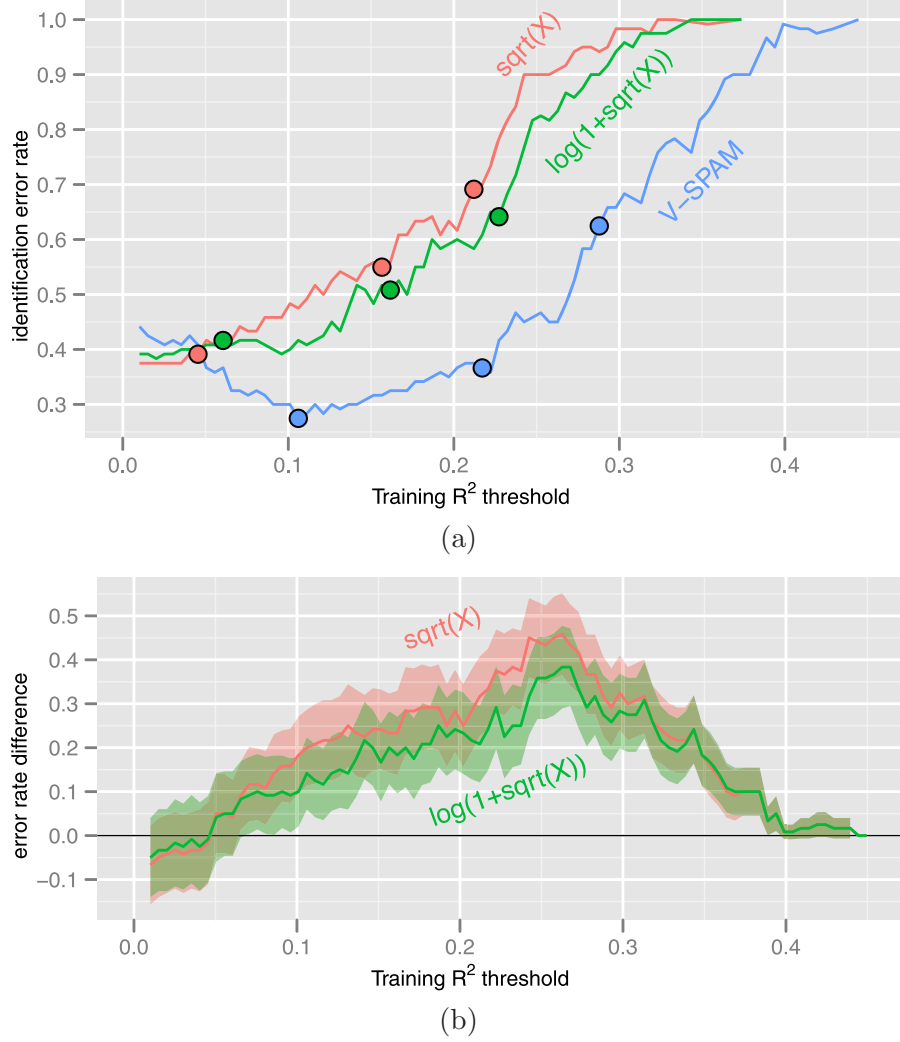 1.0
0.9
0.8
0.7
0.6
0.5
0.4
0.3
identification error rate
sqrt(X)
log(1+sqrt(X))
V−SPAM
0.0 0.1 0.2 0.3 0.4
Training R² threshold
(a)
0.5
0.4
0.3
0.2
0.1
0.0
−0.1
error rate difference
sqrt(X)
log(1+sqrt(X))
0.0 0.1 0.2 0.3 0.4
Training R² threshold
(b)